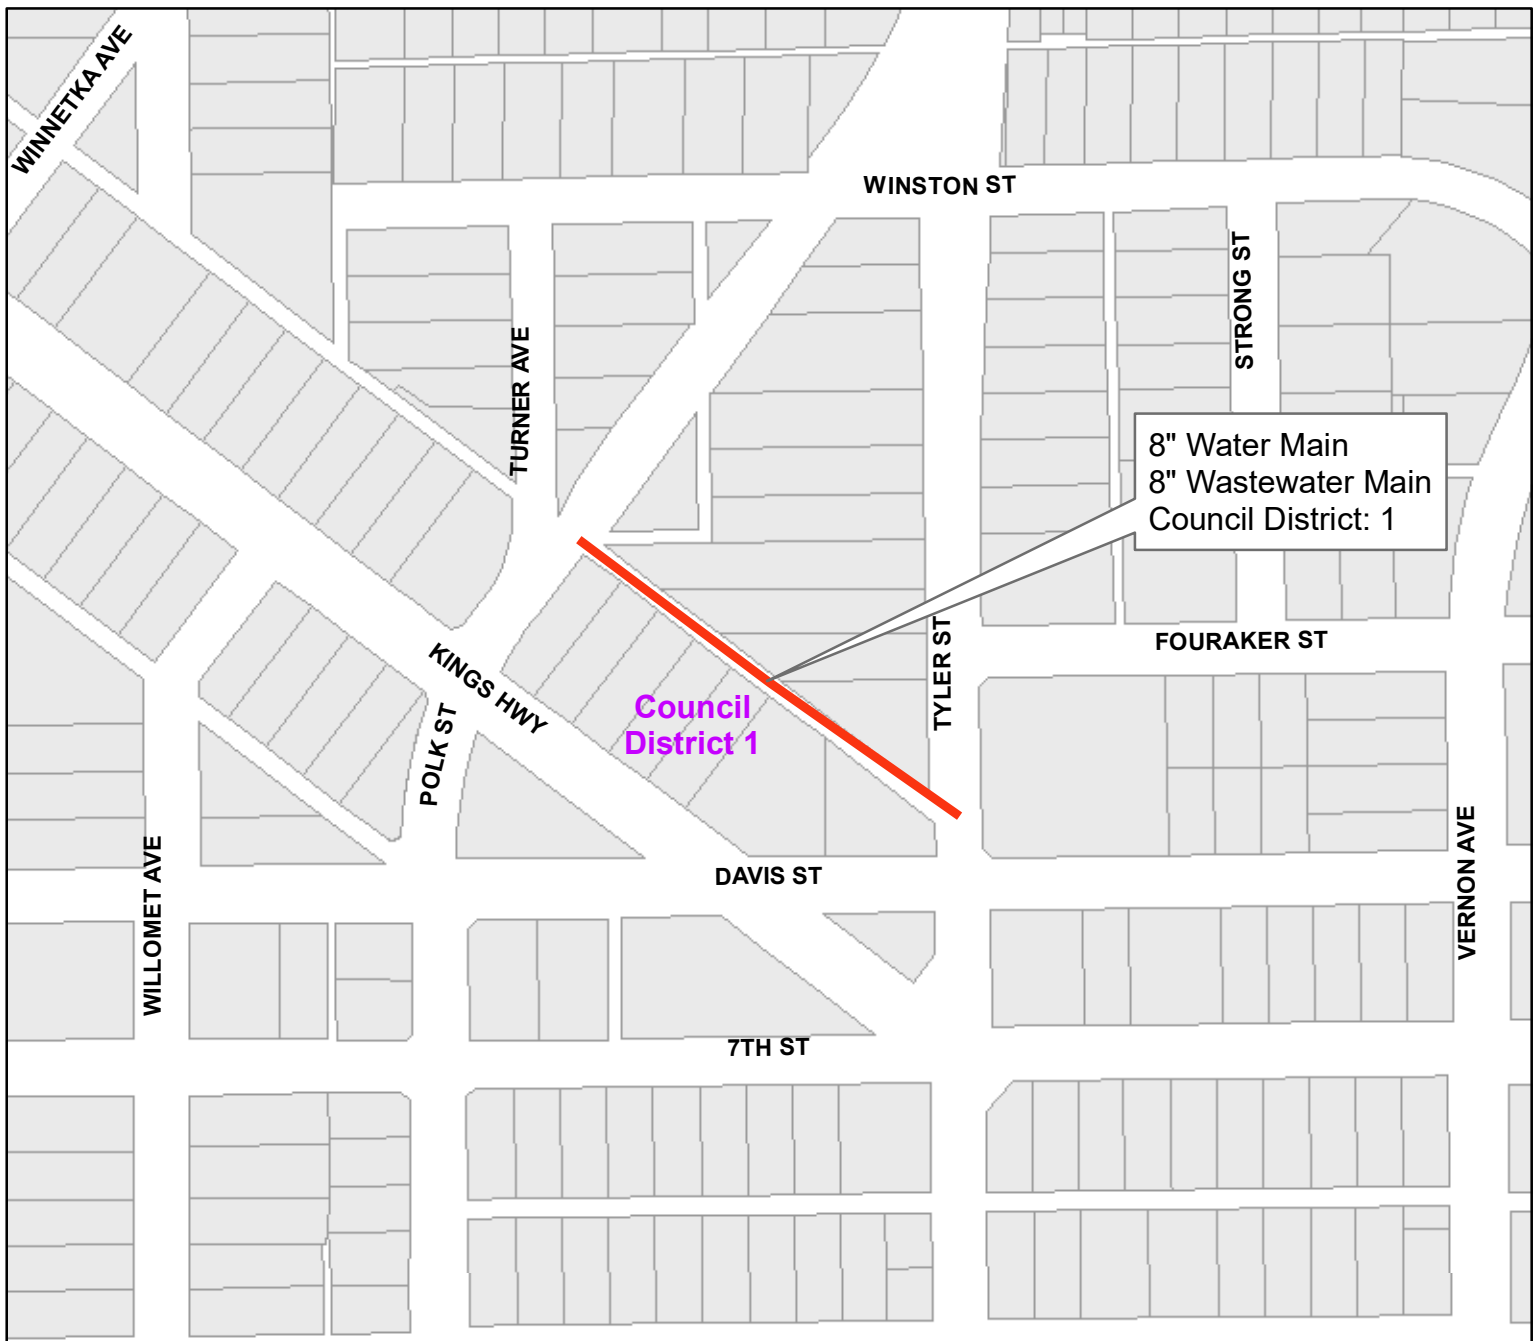 WINNETKA AVE
WINSTON ST
STRONG ST
TURNER AVE
8" Water Main
8" Wastewater Main
Council District: 1
FOURAKER ST
TYLER ST
KINGS HWY
Council
District 1
POLK ST
DAVIS ST
WILLOMET AVE
VERNON AVE
7TH ST